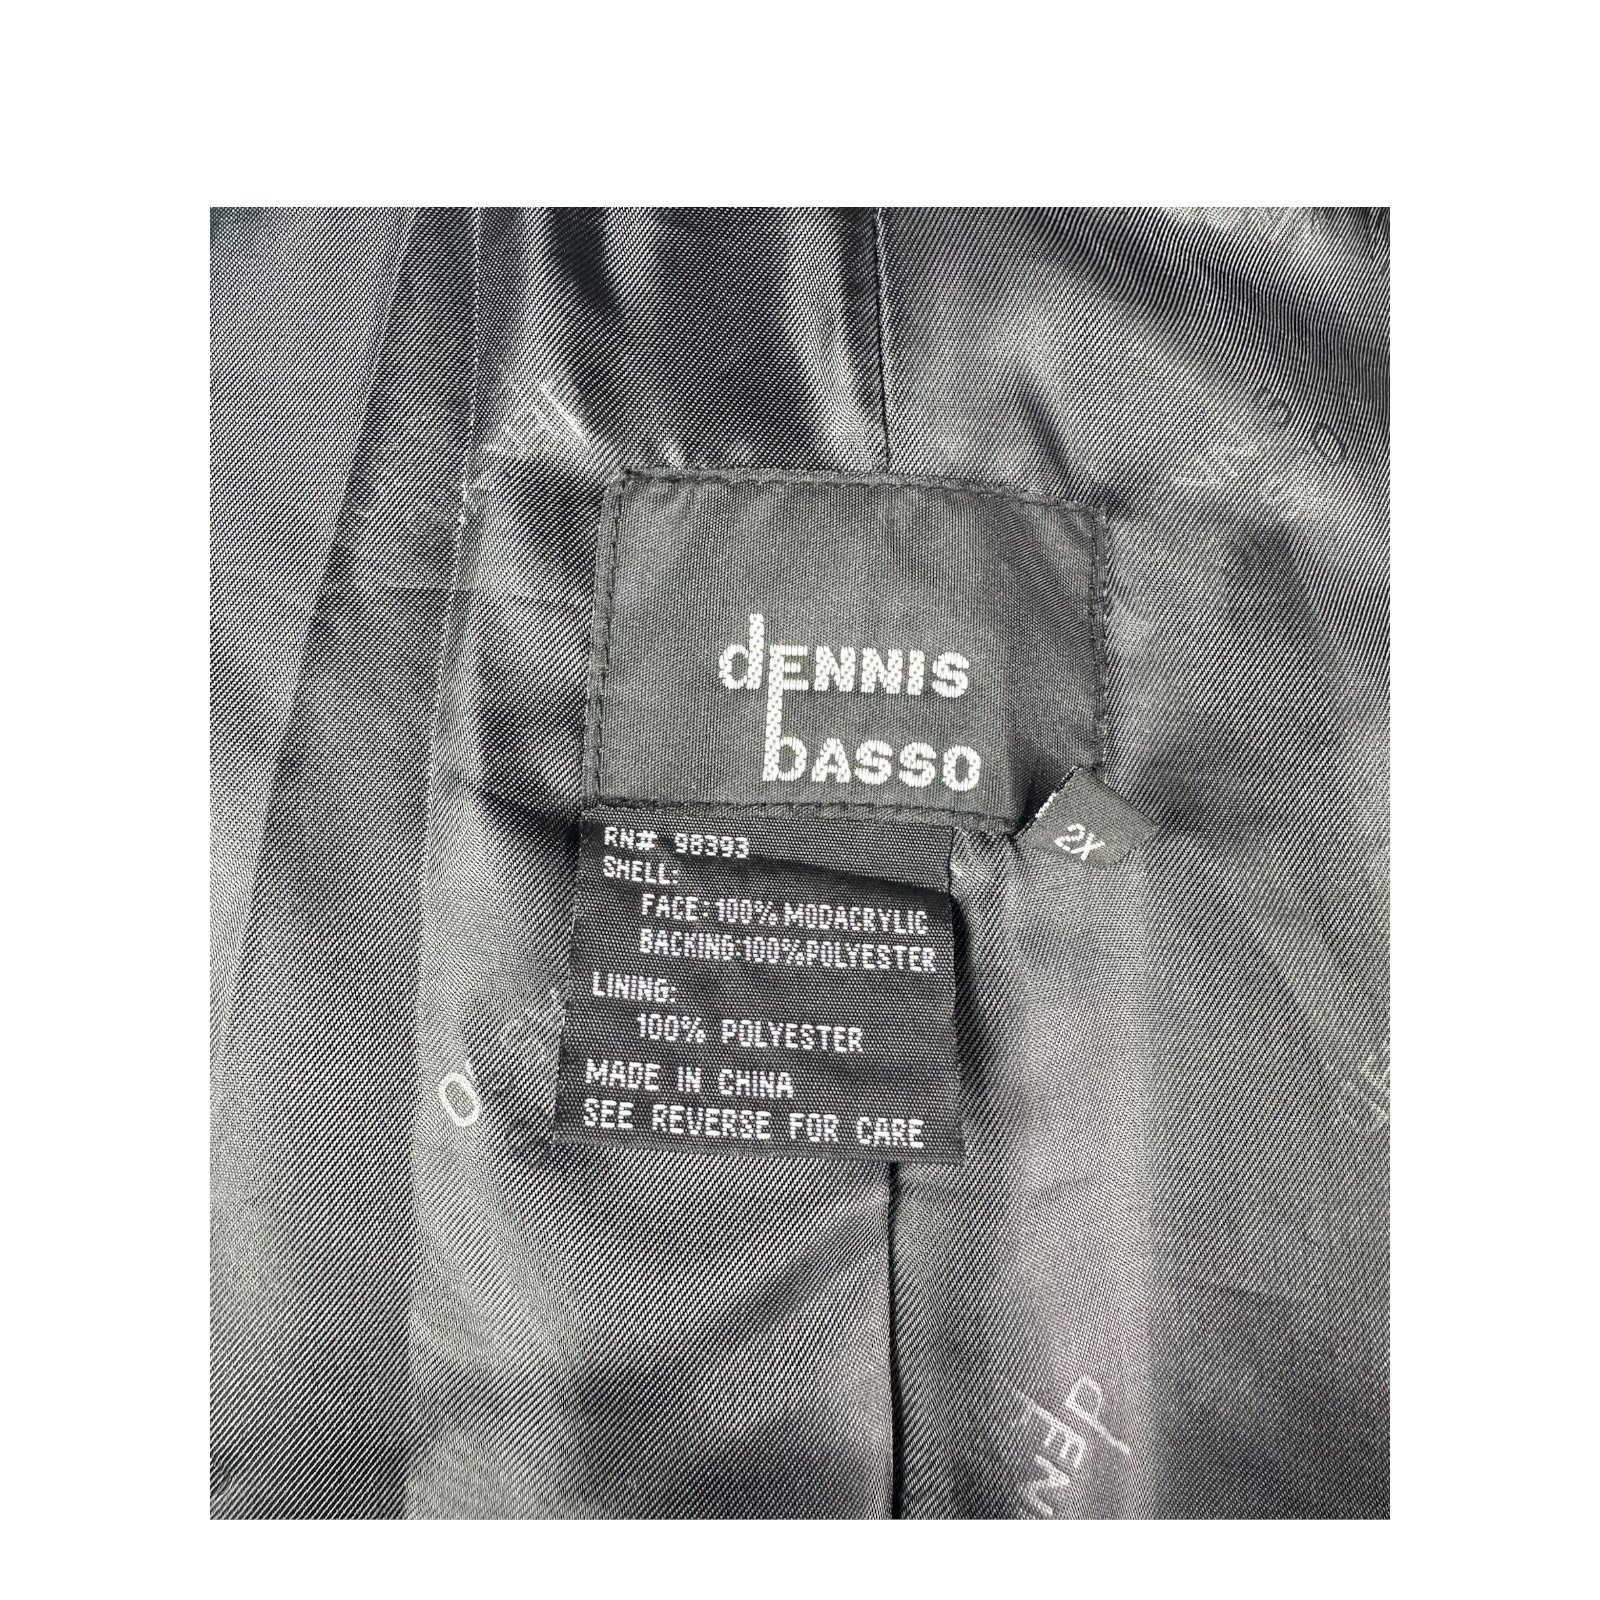 dENNIS
bASSO
2X
RN# 98393
SHELL:
FACE: 100% MODACRYLIC
BACKING: 100% POLYESTER
LINING:
100% POLYESTER
MADE IN CHINA
SEE REVERSE FOR CARE
dEN